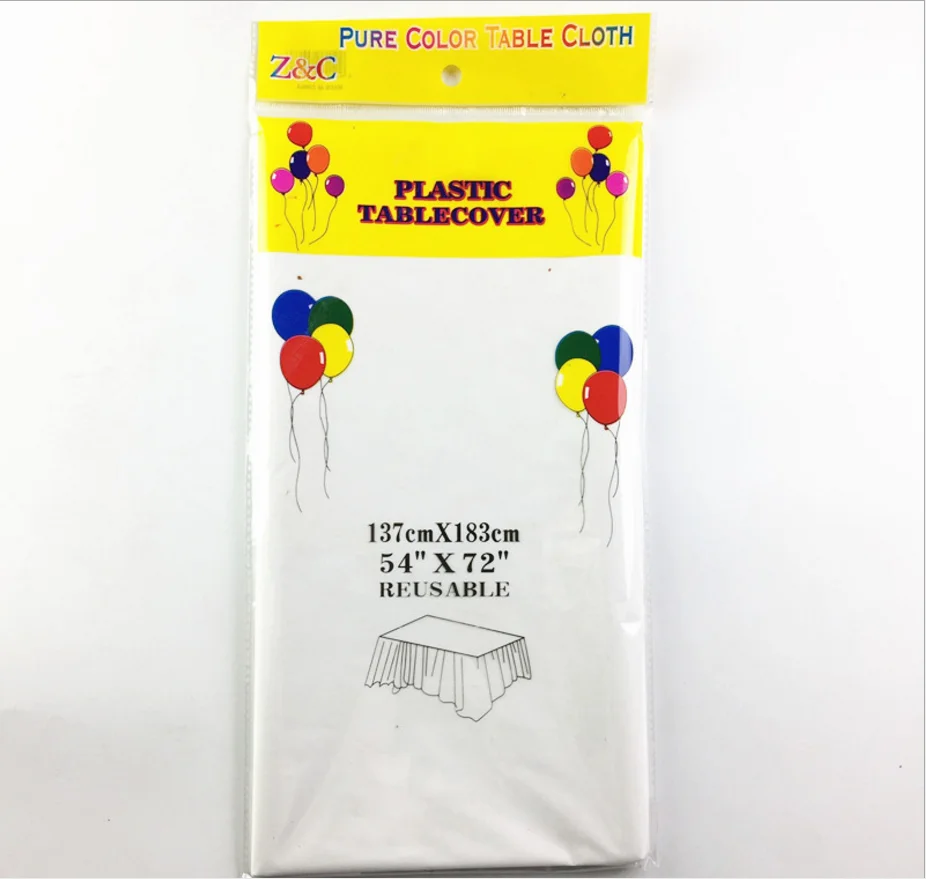 PURE COLOR TABLE CLOTH
Z&C
PLASTIC
TABLECOVER
137cmX183cm
54" X 72"
REUSABLE